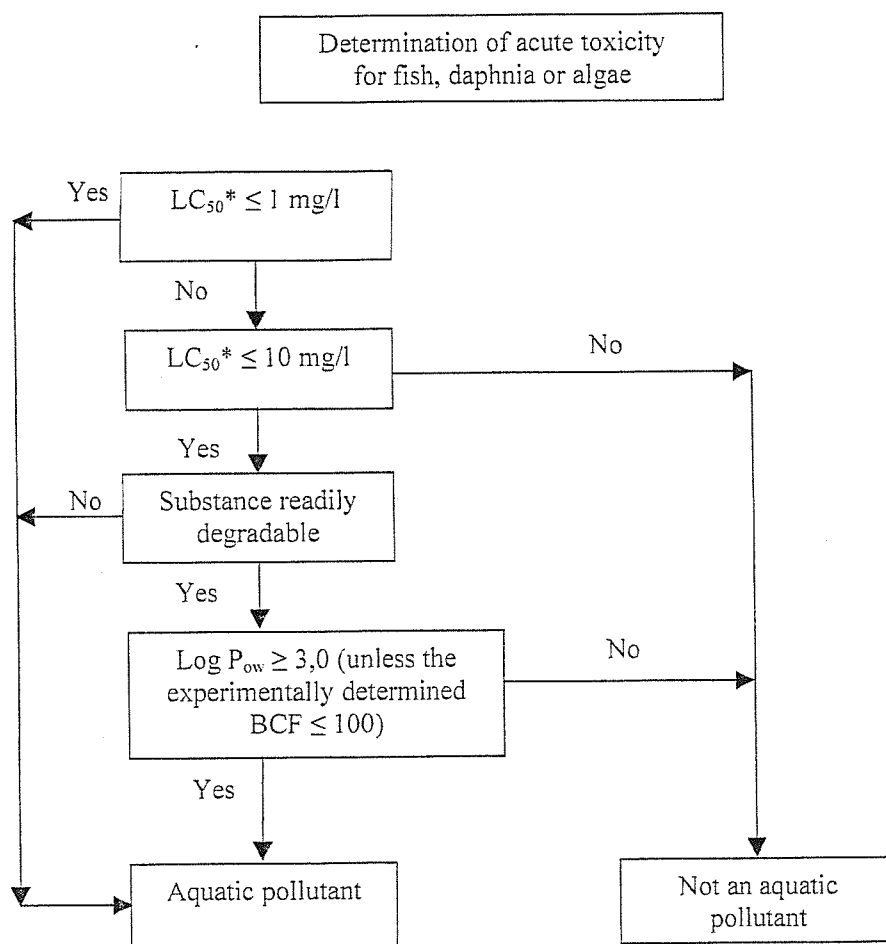 Determination of acute toxicity
for fish, daphnia or algae
Yes
LC₅₀* ≤ 1 mg/l
No
LC₅₀* ≤ 10 mg/l
No
Yes
No
Substance readily
degradable
Yes
Log Pₒw ≥ 3,0 (unless the
experimentally determined
BCF ≤ 100)
No
Yes
Aquatic pollutant
Not an aquatic
pollutant